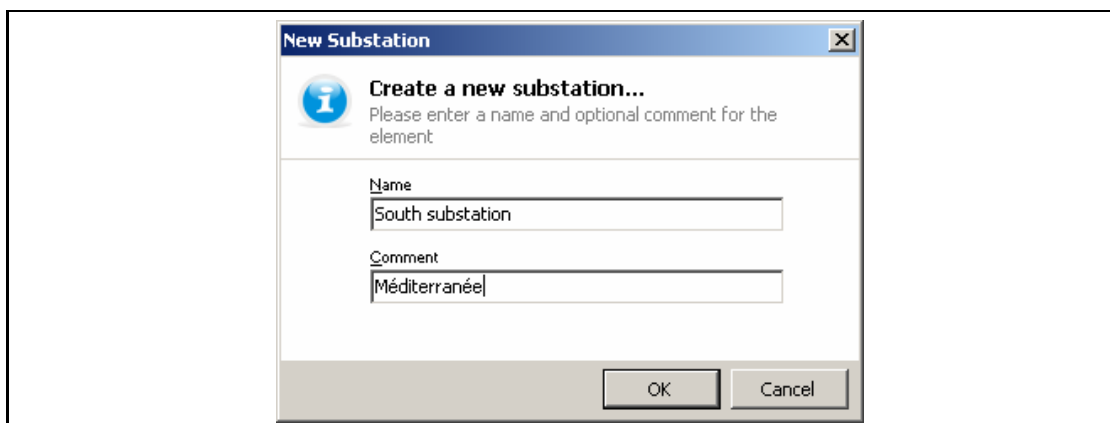 New Substation
Create a new substation...
Please enter a name and optional comment for the
element
Name
South substation
Comment
Méditerranée
OK
Cancel